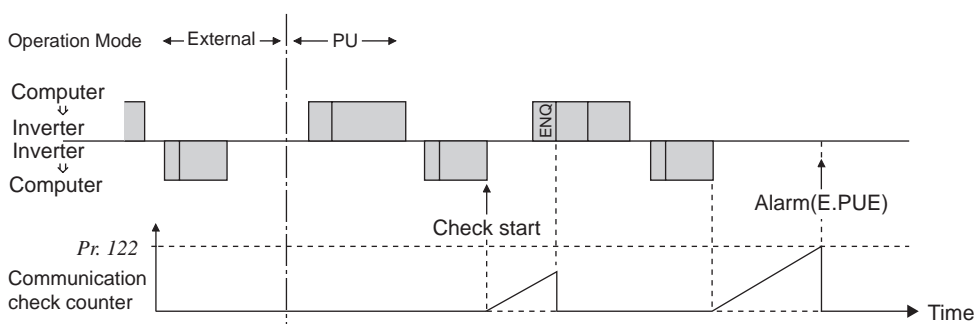 Operation Mode
External
PU
Computer
⇩
Inverter
Inverter
⇩
Computer
ENQ
Alarm(E.PUE)
Check start
Pr. 122
Communication
check counter
Time